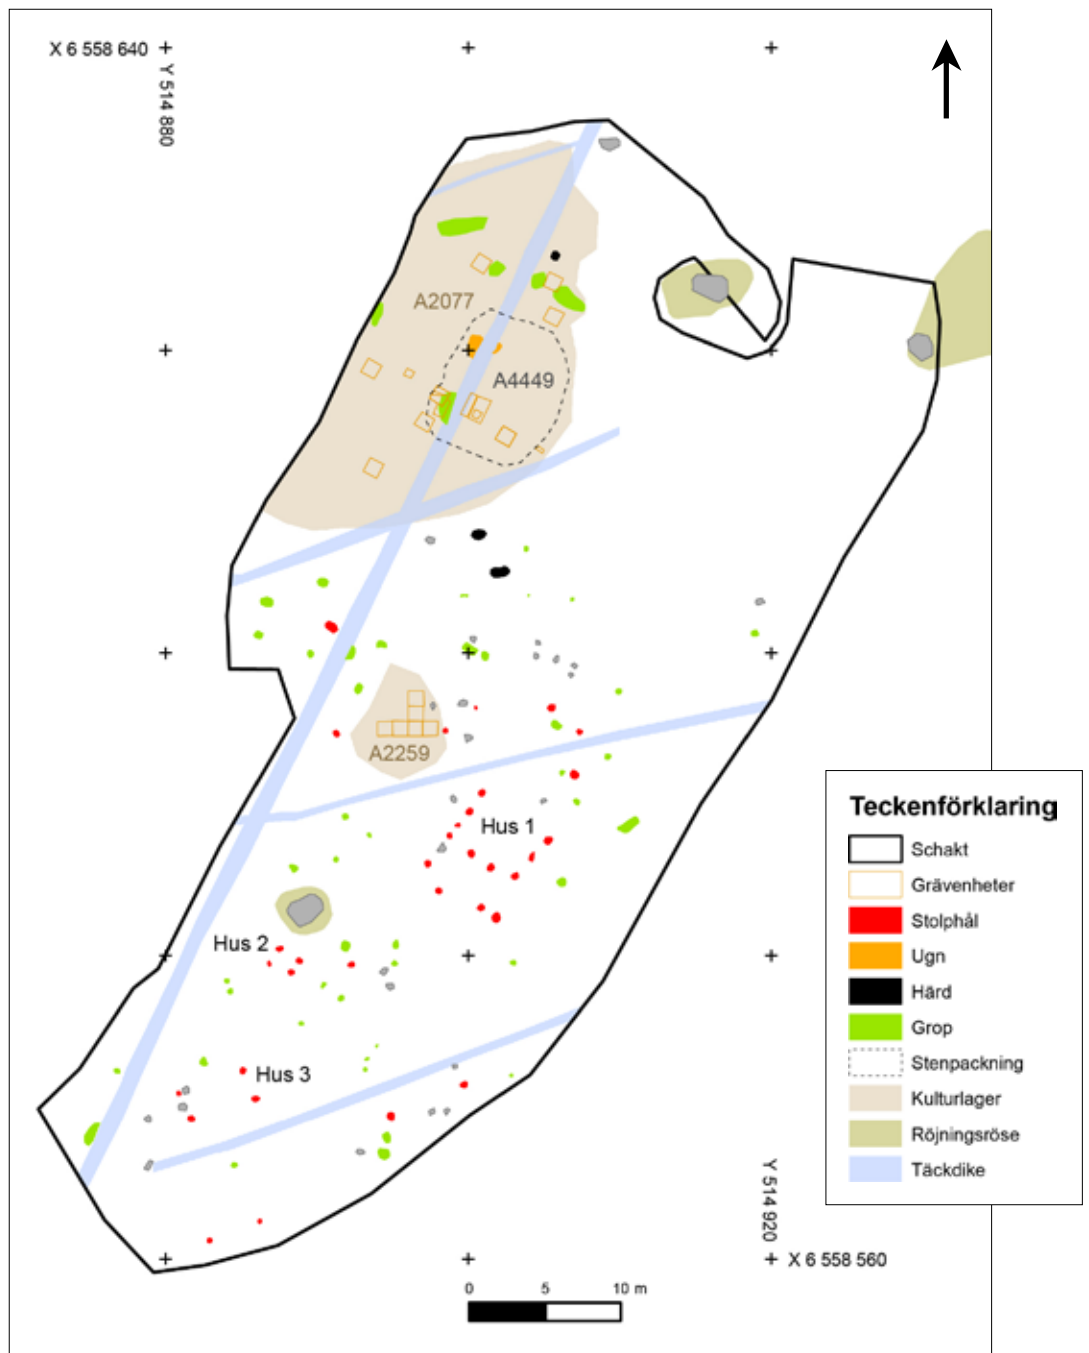 X 6 558 640
Y 514 880
A2077
A4449
A2259
Hus 1
Hus 2
Hus 3
Teckenförklaring
Schakt
Grävenheter
Stolphål
Ugn
Härd
Grop
Stenpackning
Kulturlager
Röjningsröse
Täckdike
Y 514 920
X 6 558 560
0 5 10 m